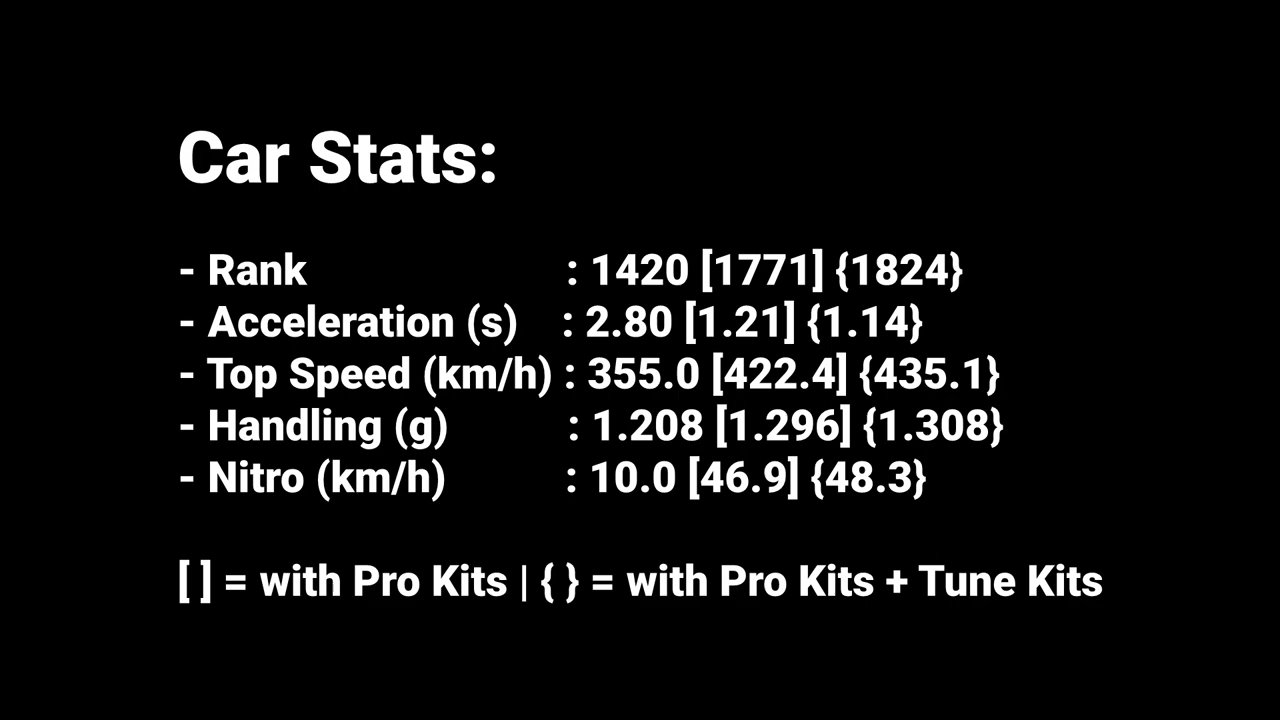 Car Stats:
- Rank : 1420 [1771] {1824}
- Acceleration (s) : 2.80 [1.21] {1.14}
- Top Speed (km/h) : 355.0 [422.4] {435.1}
- Handling (g) : 1.208 [1.296] {1.308}
- Nitro (km/h) : 10.0 [46.9] {48.3}
[ ] = with Pro Kits | { } = with Pro Kits + Tune Kits